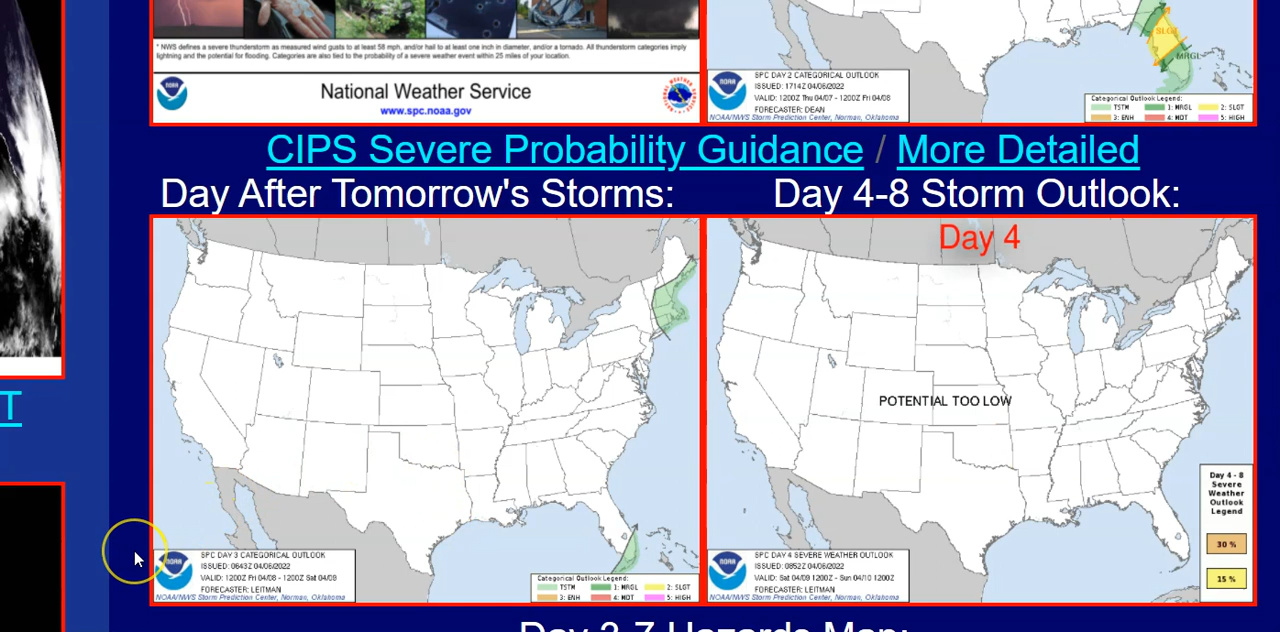 * NWS defines a severe thunderstorm as measured wind gusts to at least 58 mph, and/or hail to at least one inch in diameter, and/or a tornado. All thunderstorm categories imply
lightning and the potential for flooding. Categories are also tied to the probability of a severe weather event within 25 miles of your location.
National Weather Service
www.spc.noaa.gov
SLGT
MRGL
SPC DAY 2 CATEGORICAL OUTLOOK
ISSUED: 1714Z 04/06/2022
VALID: 1200Z Thu 04/07 - 1200Z Fri 04/08
FORECASTER: DEAN
NOAA/NWS Storm Prediction Center, Norman, Oklahoma
Categorical Outlook Legend:
TSTM 1: MRGL 2: SLGT
3: ENH 4: MDT 5: HIGH
CIPS Severe Probability Guidance / More Detailed
Day After Tomorrow's Storms:
Day 4-8 Storm Outlook:
T
SPC DAY 3 CATEGORICAL OUTLOOK
ISSUED: 0643Z 04/06/2022
VALID: 1200Z Fri 04/08 - 1200Z Sat 04/09
FORECASTER: LEITMAN
NOAA/NWS Storm Prediction Center, Norman, Oklahoma
Categorical Outlook Legend:
TSTM 1: MRGL 2: SLGT
3: ENH 4: MDT 5: HIGH
Day 4
POTENTIAL TOO LOW
Day 4 - 8
Severe
Weather
Outlook
Legend
30 %
15 %
SPC DAY 4 SEVERE WEATHER OUTLOOK
ISSUED: 0852Z 04/06/2022
VALID: Sat 04/09 1200Z - Sun 04/10 1200Z
FORECASTER: LEITMAN
NOAA/NWS Storm Prediction Center, Norman, Oklahoma
Day 3-7 Hazards Map: